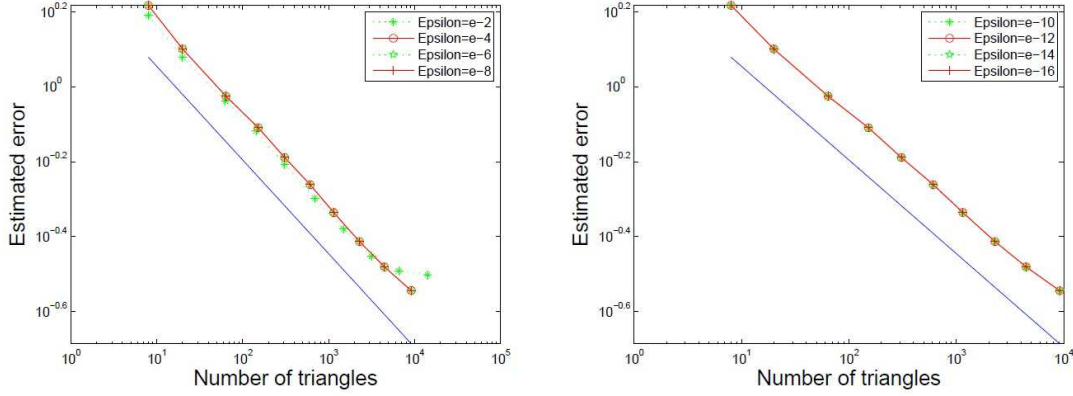 10^0.2
10^0
10^-0.2
10^-0.4
10^-0.6
Estimated error
10^0
10^1
10^2
10^3
10^4
10^5
Number of triangles
Epsilon=e-2
Epsilon=e-4
Epsilon=e-6
Epsilon=e-8
10^0.2
10^0
10^-0.2
10^-0.4
10^-0.6
Estimated error
10^0
10^1
10^2
10^3
10^4
Number of triangles
Epsilon=e-10
Epsilon=e-12
Epsilon=e-14
Epsilon=e-16